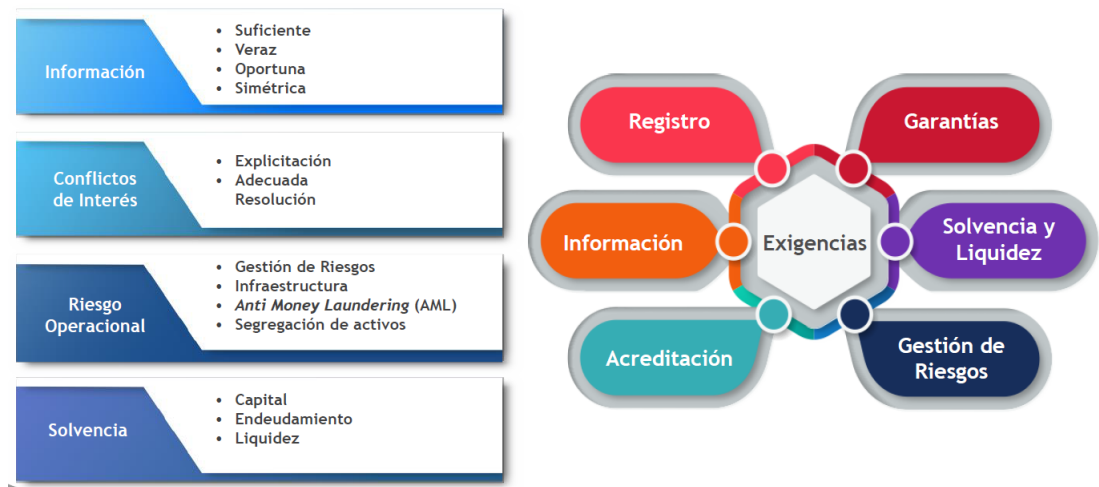 Información
• Suficiente
• Veraz
• Oportuna
• Simétrica
Conflictos
de Interés
• Explicitación
• Adecuada
Resolución
Riesgo
Operacional
• Gestión de Riesgos
• Infraestructura
• Anti Money Laundering (AML)
• Segregación de activos
Solvencia
• Capital
• Endeudamiento
• Liquidez
Registro
Garantías
Información
Exigencias
Solvencia y
Liquidez
Acreditación
Gestión de
Riesgos